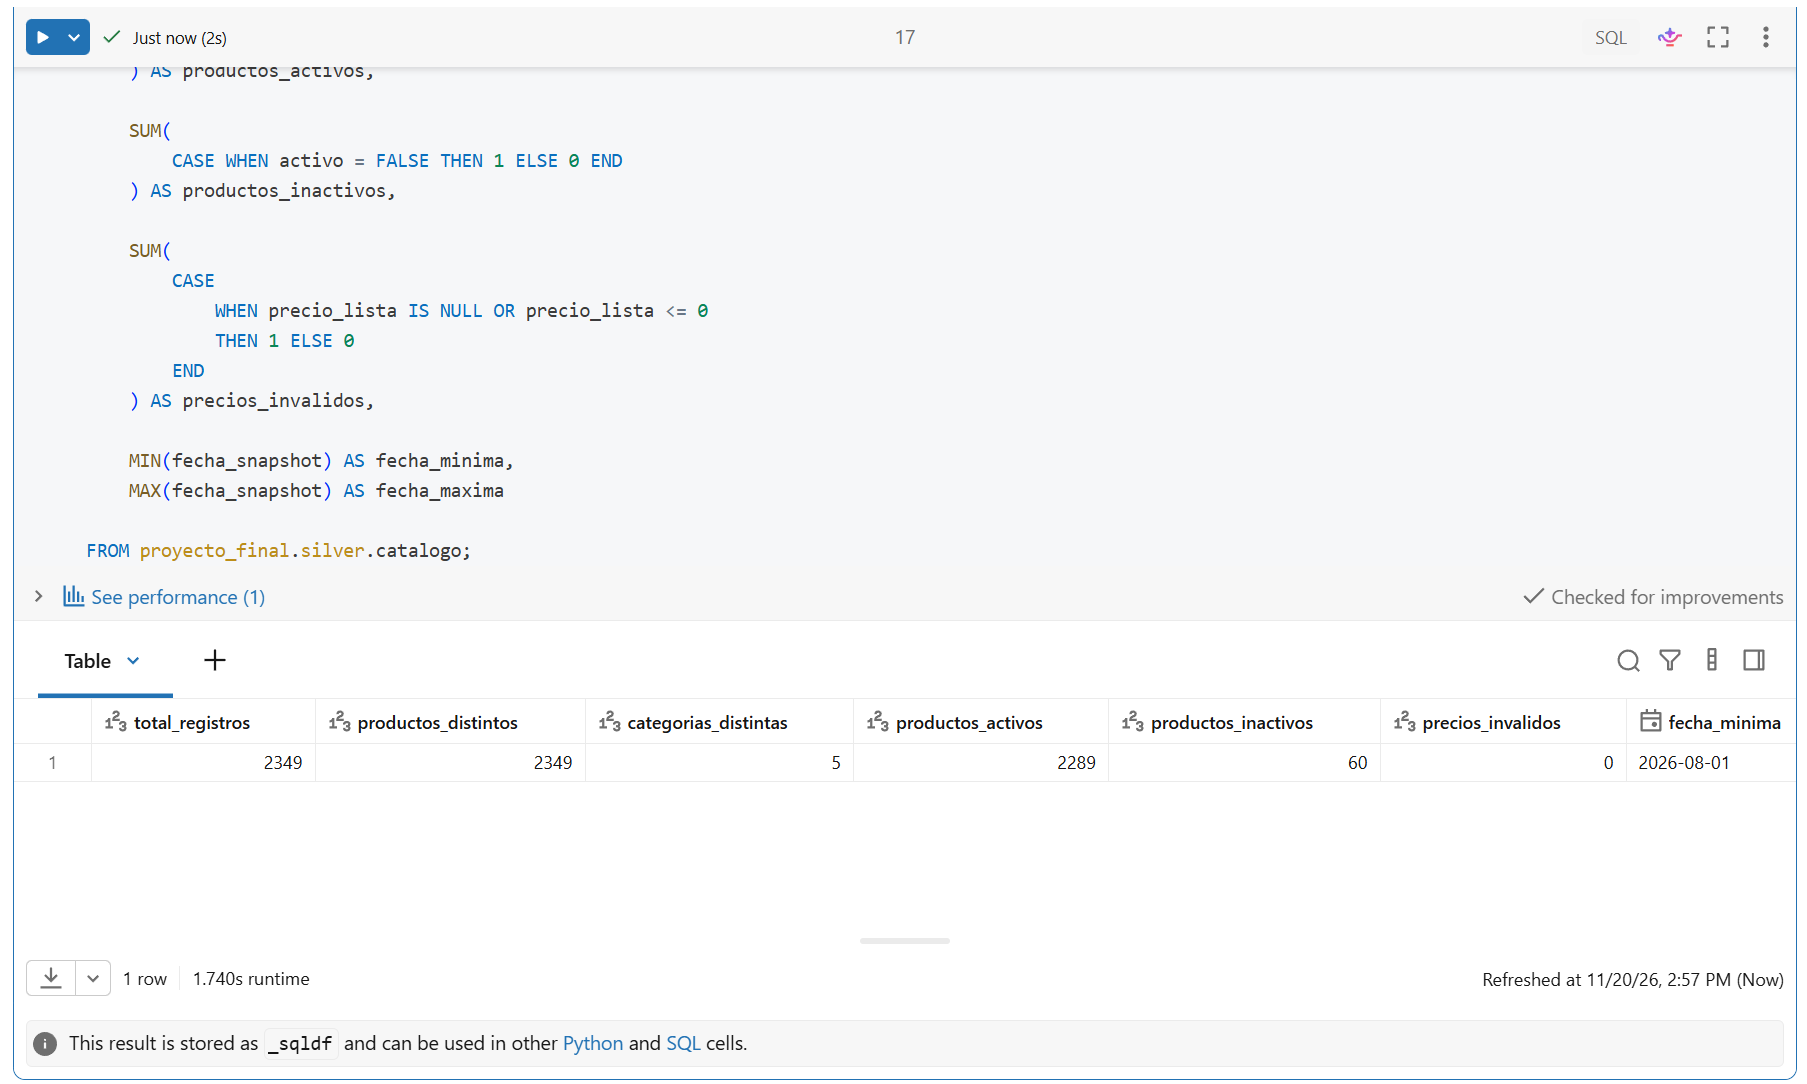 Just now (2s)
17
SQL
) AS productos_activos,
SUM(
CASE WHEN activo = FALSE THEN 1 ELSE 0 END
) AS productos_inactivos,
SUM(
CASE
WHEN precio_lista IS NULL OR precio_lista <= 0
THEN 1 ELSE 0
END
) AS precios_invalidos,
MIN(fecha_snapshot) AS fecha_minima,
MAX(fecha_snapshot) AS fecha_maxima
FROM proyecto_final.silver.catalogo;
See performance (1)
Checked for improvements
Table
total_registros productos_distintos categorias_distintas productos_activos productos_inactivos precios_invalidos fecha_minima
1 2349 2349 5 2289 60 0 2026-08-01
1 row 1.740s runtime
Refreshed at 11/20/26, 2:57 PM (Now)
This result is stored as _sqldf and can be used in other Python and SQL cells.